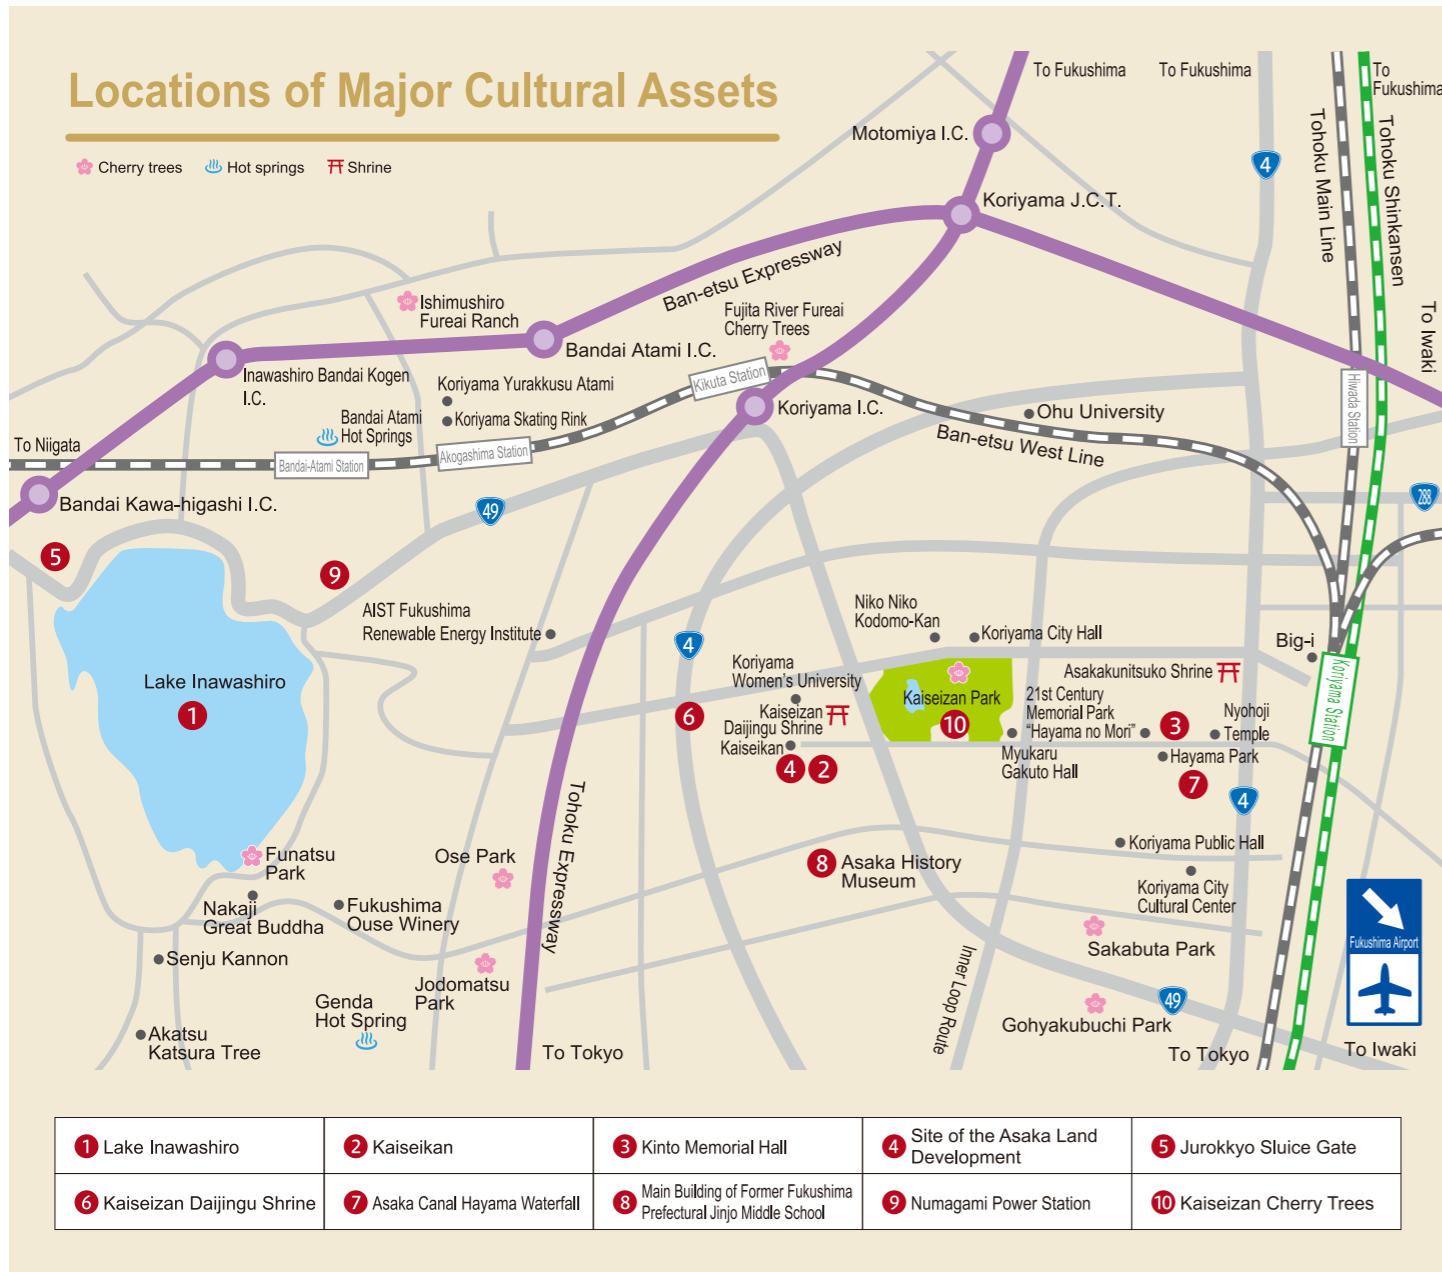 Locations of Major Cultural Assets
Cherry trees
Hot springs
Shrine
To Fukushima
To Fukushima
To
Fukushima
Motomiya I.C.
4
Tohoku Main Line
Tohoku Shinkansen
Koriyama J.C.T.
Ban-etsu Expressway
To Iwaki
Ishimushiro
Fureai Ranch
Fujita River Fureai
Cherry Trees
Bandai Atami I.C.
Inawashiro Bandai Kogen
I.C.
Koriyama Yurakkusu Atami
Koriyama Skating Rink
Kikuta Station
Koriyama I.C.
Hiwada Station
Ohu University
Ban-etsu West Line
Bandai Atami
Hot Springs
To Niigata
Bandai-Atami Station
Akogashima Station
Bandai Kawa-higashi I.C.
49
288
5
9
AIST Fukushima
Renewable Energy Institute
4
Niko Niko
Kodomo-Kan
Koriyama City Hall
Big-i
Koriyama
Women's University
Asakakunitsuko Shrine
Koriyama Station
Lake Inawashiro
1
6
Kaiseizan
Daijingu Shrine
Kaiseikan
4
2
Kaiseizan Park
10
21st Century
Memorial Park
“Hayama no Mori”
3
Nyohoji
Temple
Myukaru
Gakuto Hall
Hayama Park
7
4
Tohoku Expressway
Koriyama Public Hall
8
Asaka History
Museum
Koriyama City
Cultural Center
Funatsu
Park
Ose Park
Nakaji
Great Buddha
Fukushima
Ouse Winery
Sakabuta Park
Fukushima Airport
Senju Kannon
Jodomatsu
Park
Genda
Hot Spring
Inner Loop Route
49
Gohyakubuchi Park
Akatsu
Katsura Tree
To Tokyo
To Tokyo
To Iwaki
1 Lake Inawashiro
2 Kaiseikan
3 Kinto Memorial Hall
4 Site of the Asaka Land
Development
5 Jurokkyo Sluice Gate
6 Kaiseizan Daijingu Shrine
7 Asaka Canal Hayama Waterfall
8 Main Building of Former Fukushima
Prefectural Jinjo Middle School
9 Numagami Power Station
10 Kaiseizan Cherry Trees